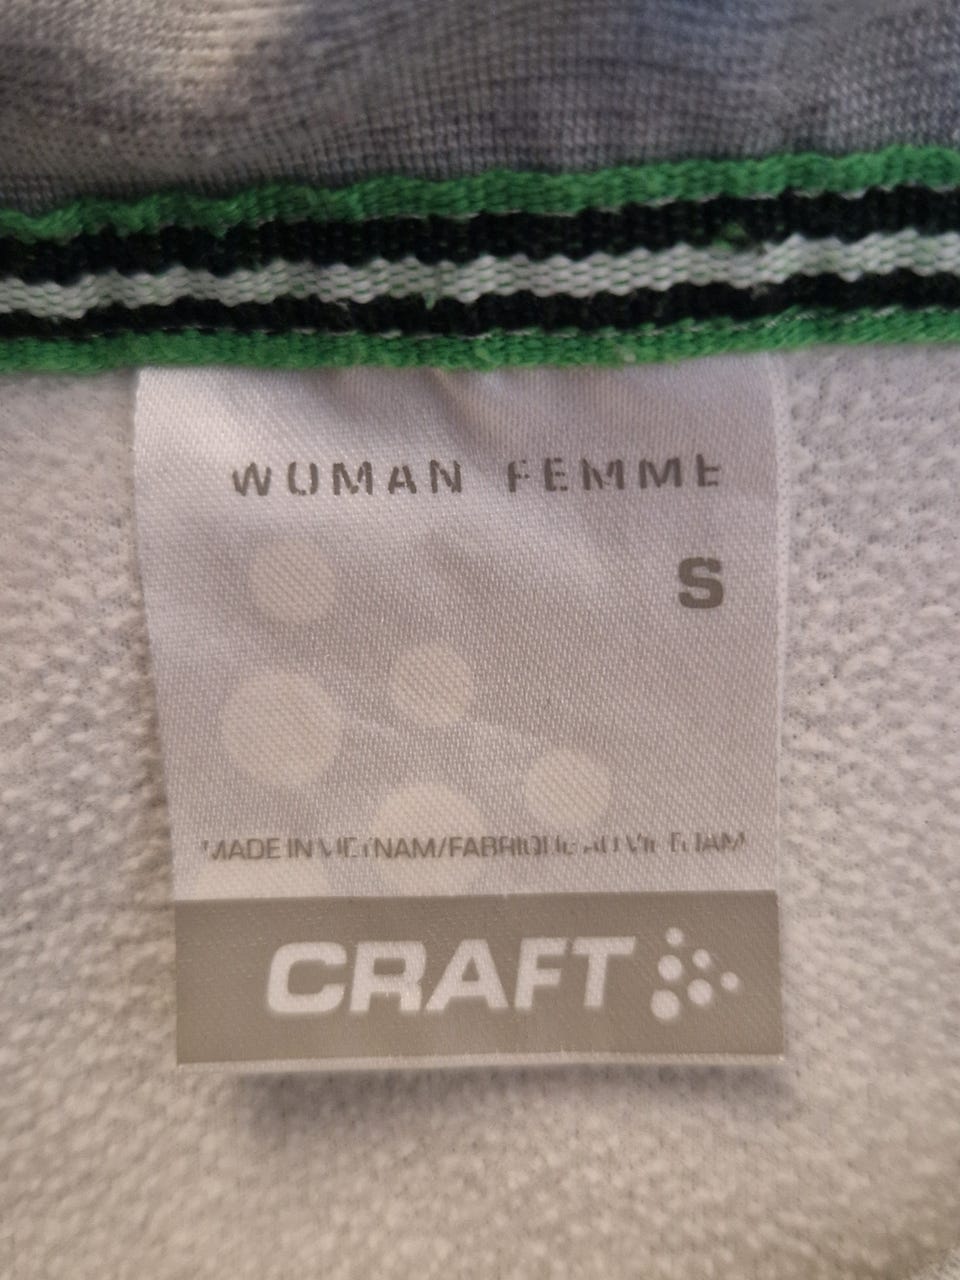 WOMAN FEMME
S
MADE IN VIETNAM/FABRIQUE AU VIETNAM
CRAFT